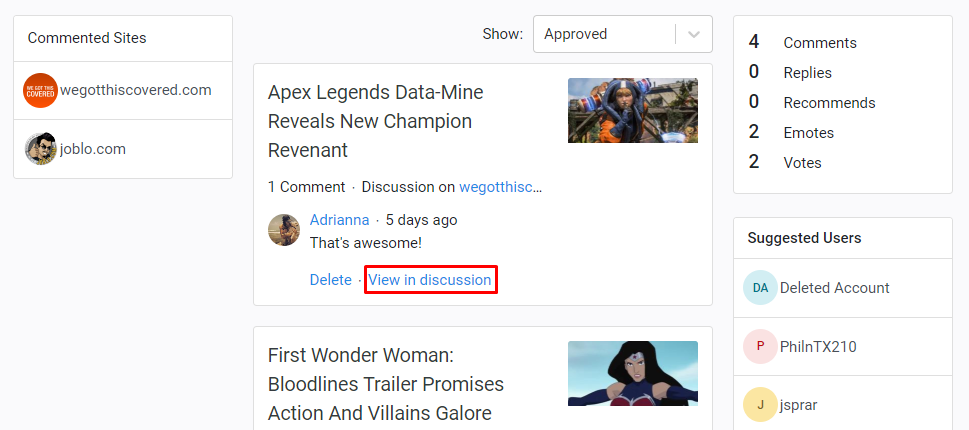 Commented Sites
WE GOT THIS
COVERED
wegotthiscovered.com
joblo.com
Show: Approved
Apex Legends Data-Mine
Reveals New Champion
Revenant
1 Comment · Discussion on wegotthisc...
Adrianna · 5 days ago
That's awesome!
Delete · View in discussion
First Wonder Woman:
Bloodlines Trailer Promises
Action And Villains Galore
4 Comments
0 Replies
0 Recommends
2 Emotes
2 Votes
Suggested Users
DA Deleted Account
P PhilnTX210
J jsprar